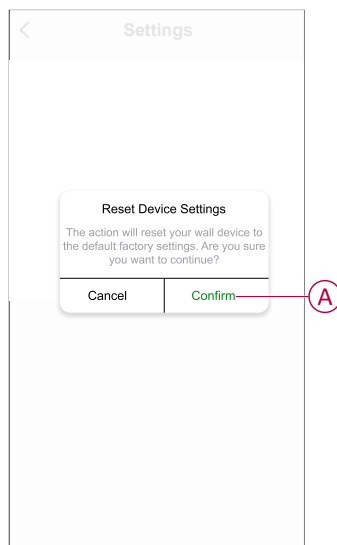 Settings
Reset Device Settings
The action will reset your wall device to
the default factory settings. Are you sure
you want to continue?
Cancel
Confirm
A